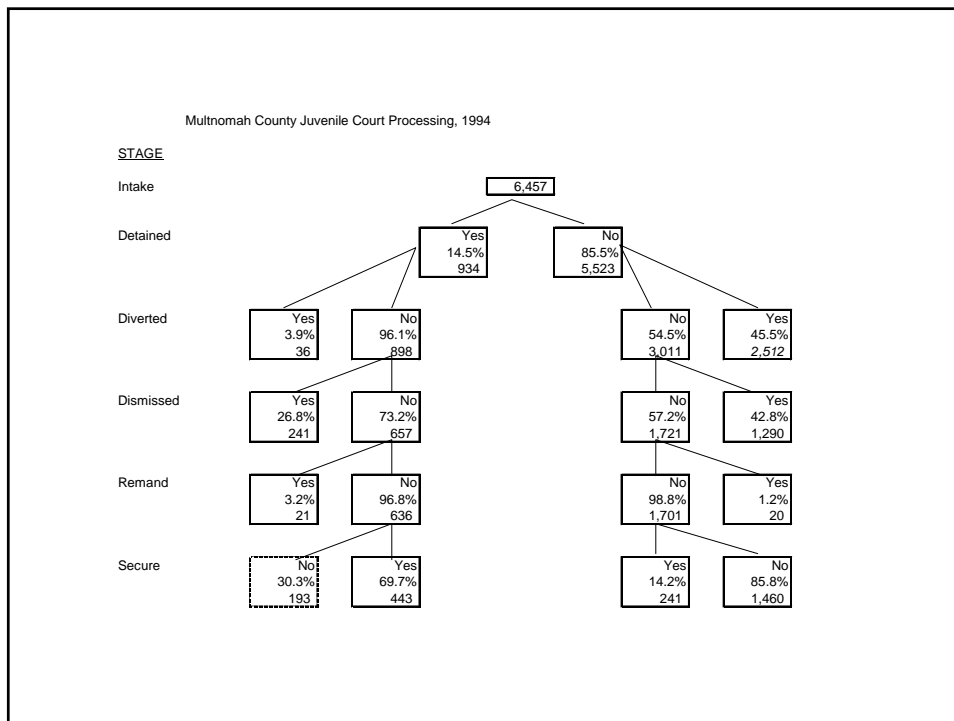 Multnomah County Juvenile Court Processing, 1994
STAGE
Intake 6,457
Detained Yes No
14.5% 85.5%
934 5,523
Diverted Yes No No Yes
3.9% 96.1% 54.5% 45.5%
36 898 3,011 2,512
Dismissed Yes No No Yes
26.8% 73.2% 57.2% 42.8%
241 657 1,721 1,290
Remand Yes No No Yes
3.2% 96.8% 98.8% 1.2%
21 636 1,701 20
Secure No Yes Yes No
30.3% 69.7% 14.2% 85.8%
193 443 241 1,460